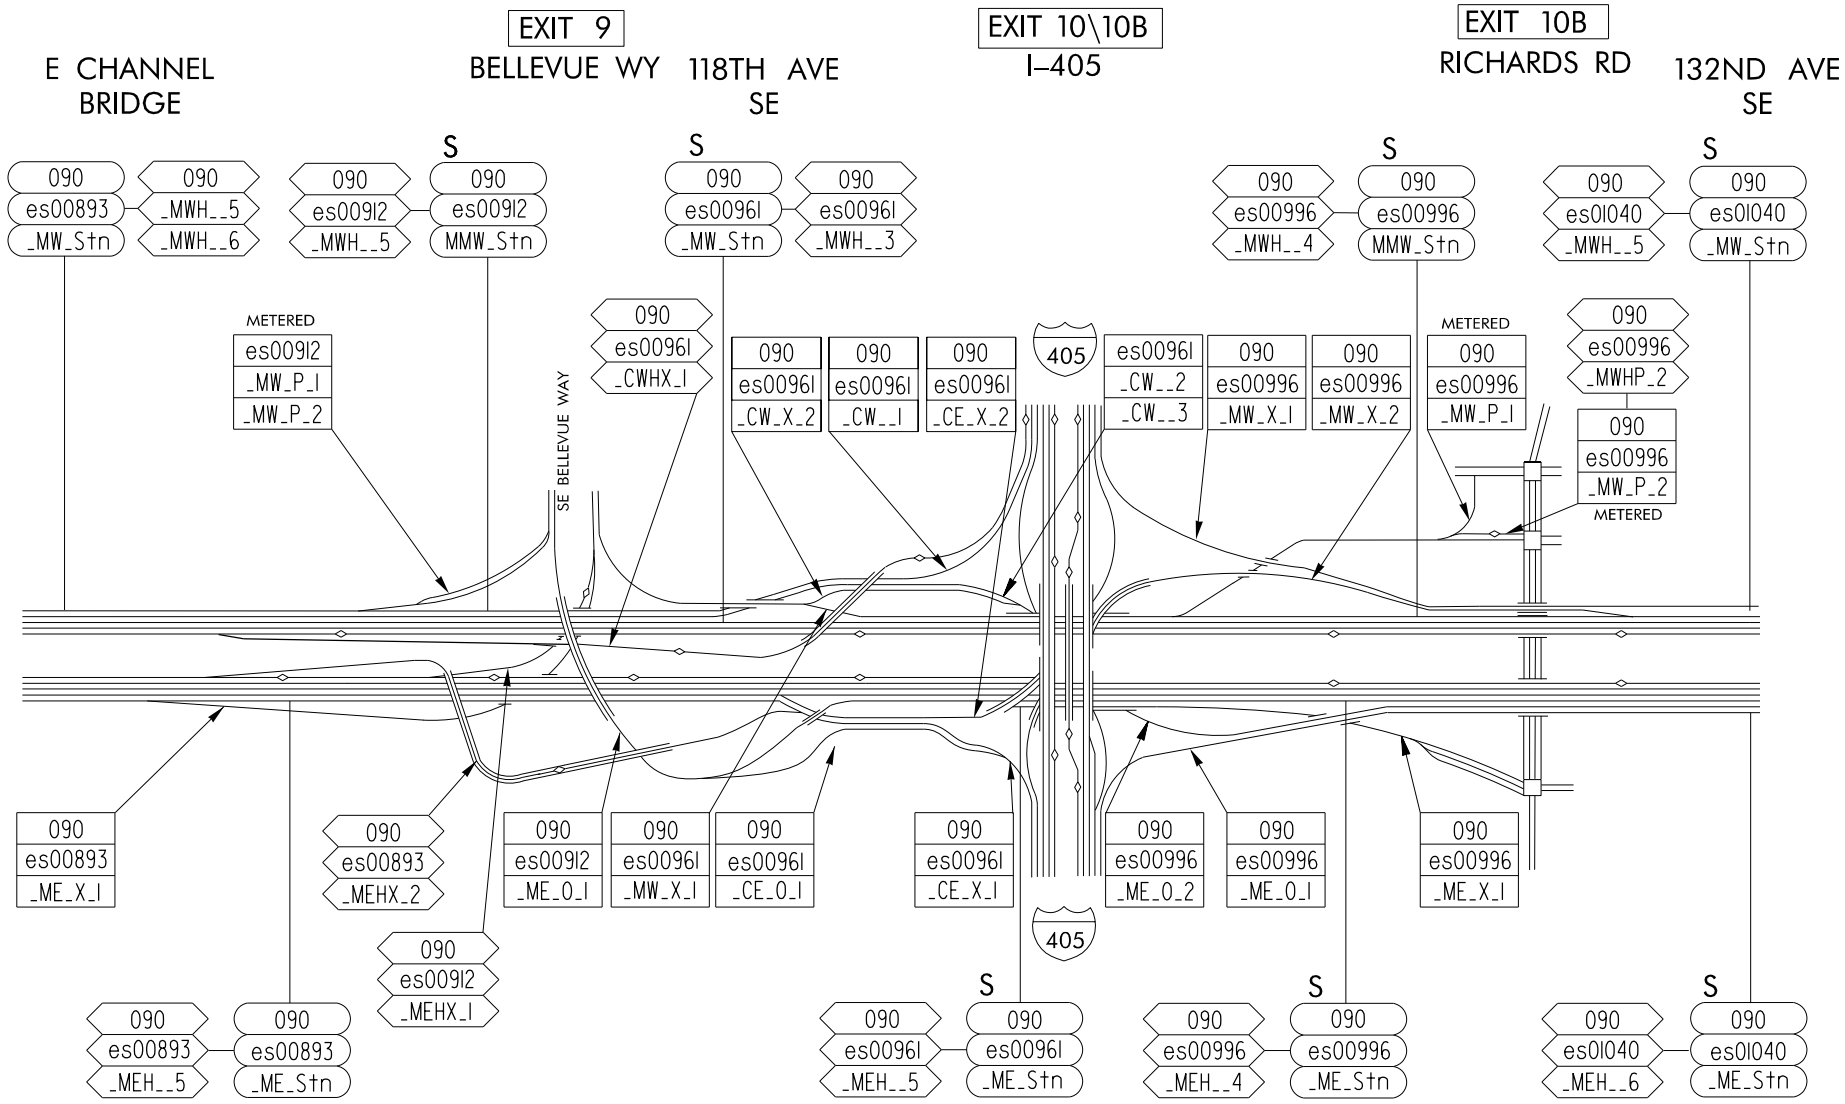 EXIT 9
EXIT 10\10B
EXIT 10B
E CHANNEL
BRIDGE
BELLEVUE WY
118TH AVE
SE
I-405
RICHARDS RD
132ND AVE
SE
090
es00893
_MW_Stn
090
_MWH__5
_MWH__6
090
es00912
_MWH__5
S
090
es00912
MMW_Stn
S
090
es00961
_MW_Stn
090
es00961
_MWH__3
090
es00996
_MWH__4
S
090
es00996
MMW_Stn
090
es01040
_MWH__5
S
090
es01040
_MW_Stn
METERED
es00912
_MW_P_1
_MW_P_2
SE BELLEVUE WAY
090
es00961
_CWHX_1
090
es00961
_CW_X_2
090
es00961
_CW__1
090
es00961
_CE_X_2
405
es00961
_CW__2
_CW__3
090
es00996
_MW_X_1
090
es00996
_MW_X_2
METERED
090
es00996
_MW_P_1
090
es00996
_MWHP_2
090
es00996
_MW_P_2
METERED
090
es00893
_ME_X_1
090
es00893
_MEHX_2
090
es00912
_ME_O_1
090
es00961
_MW_X_1
090
es00961
_CE_O_1
090
es00961
_CE_X_1
405
090
es00996
_ME_O_2
090
es00996
_ME_O_1
090
es00996
_ME_X_1
090
es00912
_MEHX_1
090
es00893
_MEH__5
090
es00893
_ME_Stn
090
es00961
_MEH__5
S
090
es00961
_ME_Stn
090
es00996
_MEH__4
S
090
es00996
_ME_Stn
090
es01040
_MEH__6
S
090
es01040
_ME_Stn